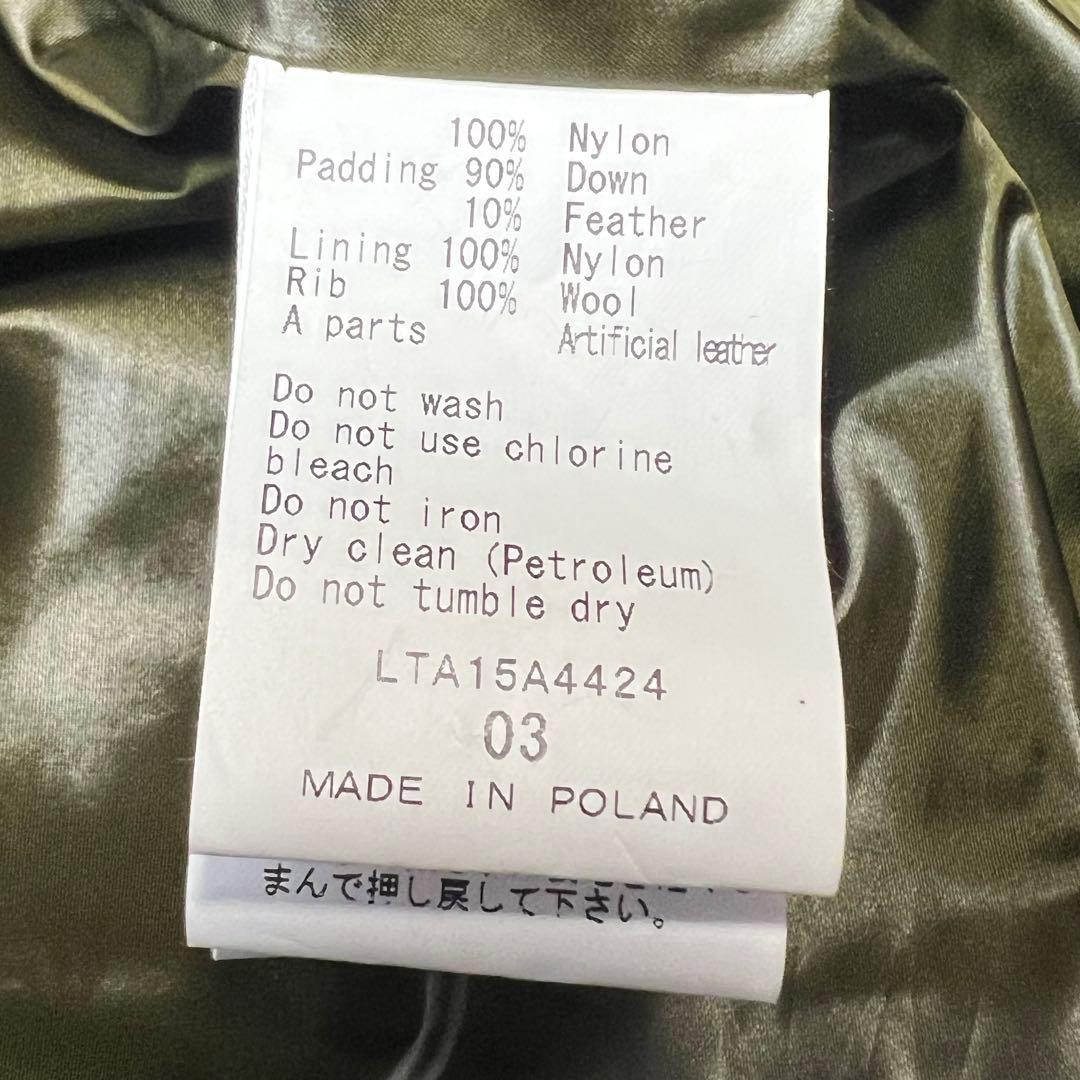 100% Nylon
Padding 90% Down
10% Feather
Lining 100% Nylon
Rib 100% Wool
A parts Artificial leather
Do not wash
Do not use chlorine
bleach
Do not iron
Dry clean (Petroleum)
Do not tumble dry
LTA15A4424
03
MADE IN POLAND
まんで押し戻して下さい。